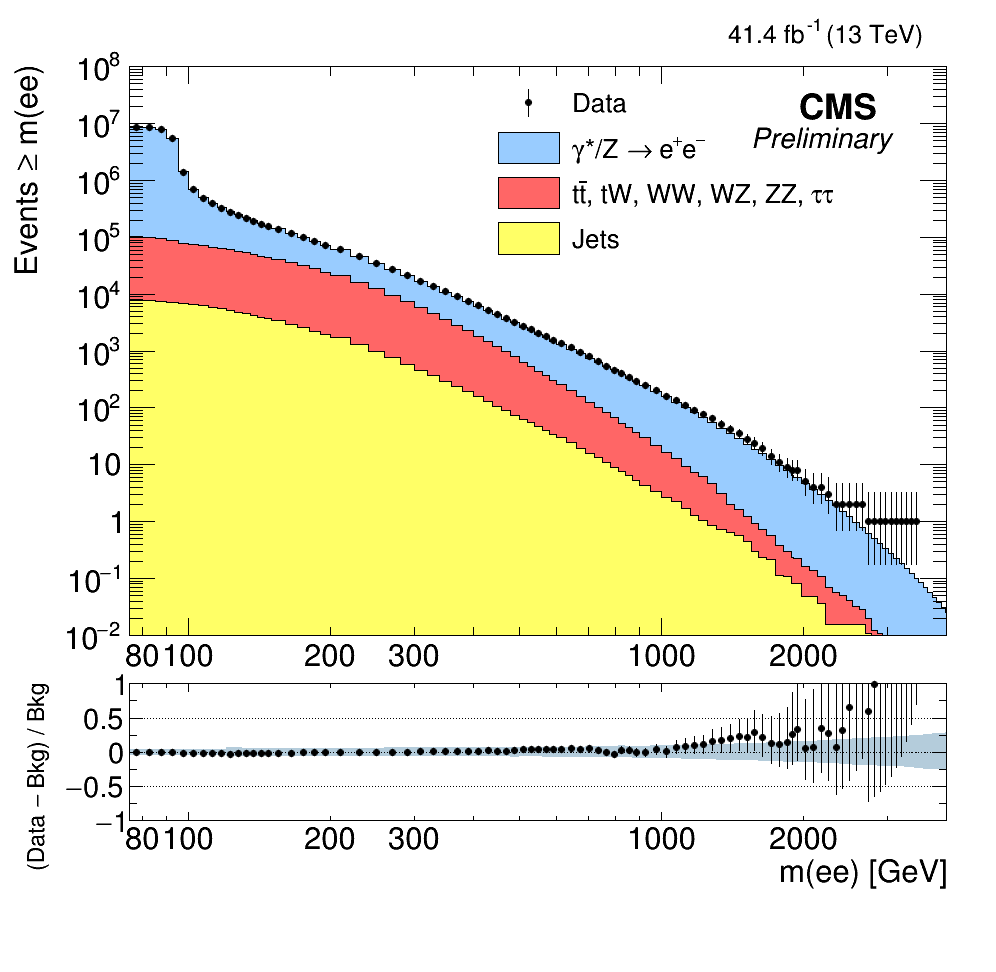 41.4 fb⁻¹ (13 TeV)
Events ≥ m(ee)
10⁸
10⁷
10⁶
10⁵
10⁴
10³
10²
10
1
10⁻¹
10⁻²
Data
γ*/Z → e⁺e⁻
tt̄, tW, WW, WZ, ZZ, ττ
Jets
CMS
Preliminary
80 100 200 300 1000 2000
(Data − Bkg) / Bkg
1
0.5
0
−0.5
−1
80 100 200 300 1000 2000
m(ee) [GeV]